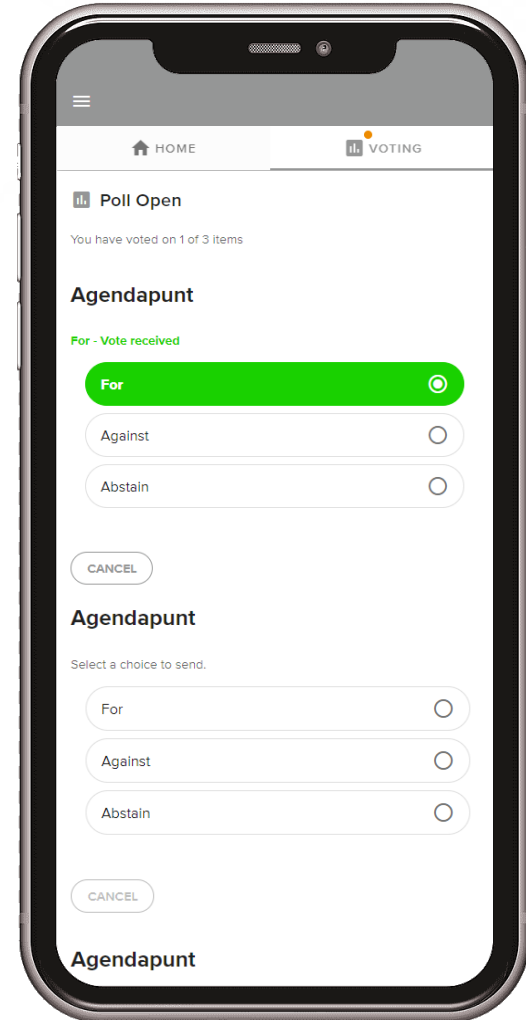 HOME
VOTING
Poll Open
You have voted on 1 of 3 items
Agendapunt
For - Vote received
For
Against
Abstain
CANCEL
Agendapunt
Select a choice to send.
For
Against
Abstain
CANCEL
Agendapunt